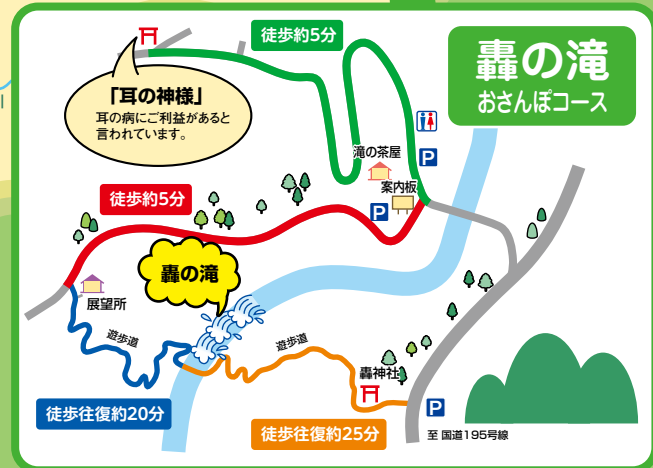 轟の滝
おさんぽコース
徒歩約5分
「耳の神様」
耳の病にご利益があると
言われています。
滝の茶屋
P
案内板
P
徒歩約5分
轟の滝
展望所
遊歩道
遊歩道
轟神社
P
徒歩往復約20分
徒歩往復約25分
至 国道195号線
川